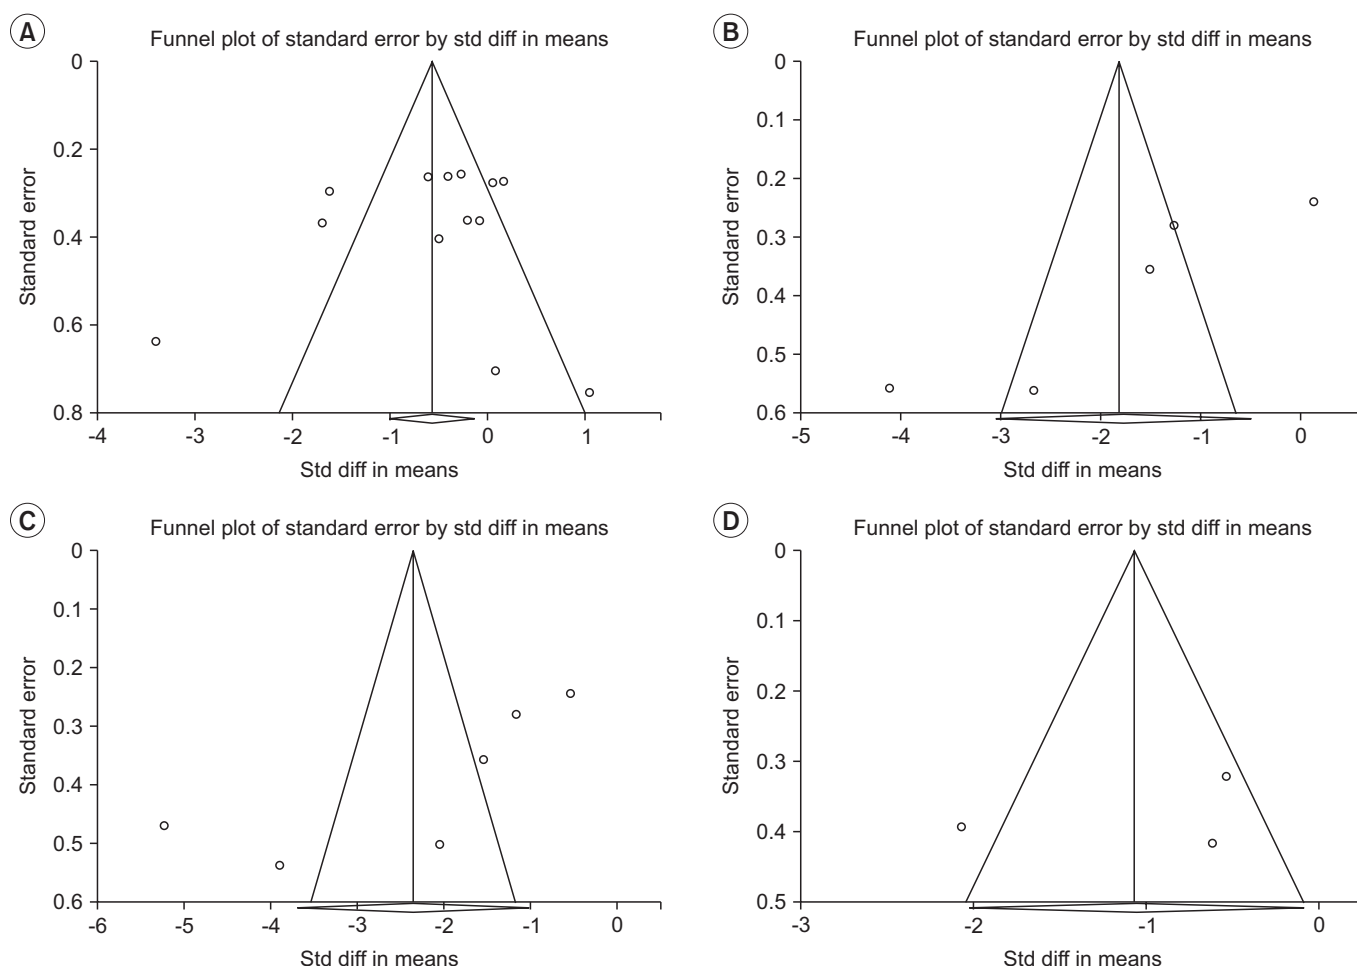 A
Funnel plot of standard error by std diff in means
0
0.2
0.4
0.6
0.8
Standard error
-4 -3 -2 -1 0 1
Std diff in means
B
Funnel plot of standard error by std diff in means
0
0.1
0.2
0.3
0.4
0.5
0.6
Standard error
-5 -4 -3 -2 -1 0
Std diff in means
C
Funnel plot of standard error by std diff in means
0
0.1
0.2
0.3
0.4
0.5
0.6
Standard error
-6 -5 -4 -3 -2 -1 0
Std diff in means
D
Funnel plot of standard error by std diff in means
0
0.1
0.2
0.3
0.4
0.5
Standard error
-3 -2 -1 0
Std diff in means